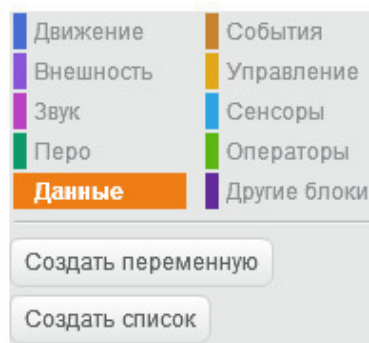 Движение События
Внешность Управление
Звук Сенсоры
Перо Операторы
Данные Другие блоки
Создать переменную
Создать список